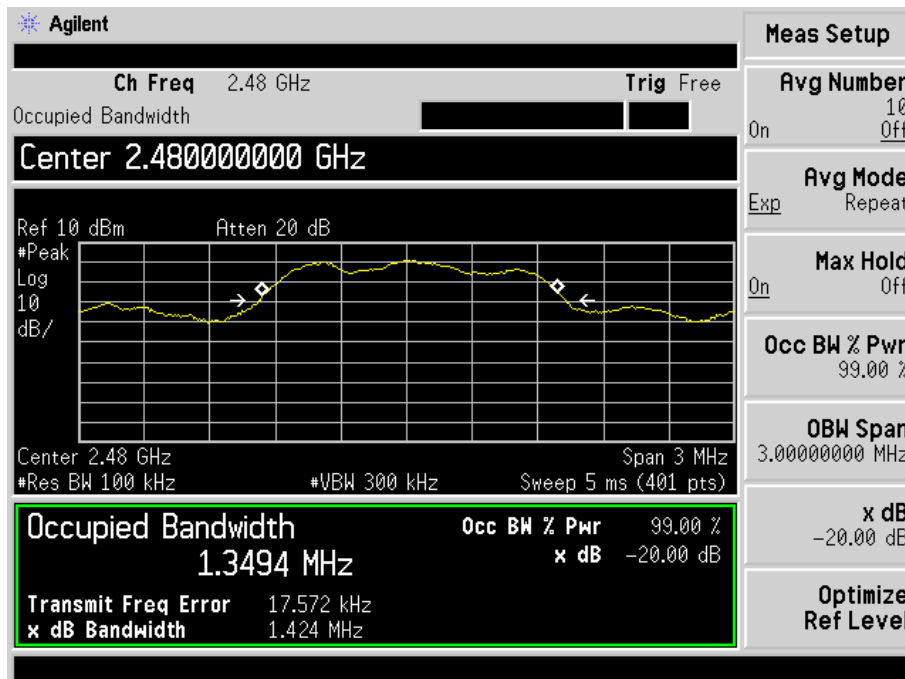 Agilent
Ch Freq 2.48 GHz Trig Free
Occupied Bandwidth
Center 2.480000000 GHz
Ref 10 dBm Atten 20 dB
#Peak
Log
10
dB/
Center 2.48 GHz Span 3 MHz
#Res BW 100 kHz #VBW 300 kHz Sweep 5 ms (401 pts)
Occupied Bandwidth Occ BW % Pwr 99.00 %
1.3494 MHz x dB -20.00 dB
Transmit Freq Error 17.572 kHz
x dB Bandwidth 1.424 MHz
Meas Setup
Avg Number
10
On Off
Avg Mode
Exp Repeat
Max Hold
On Off
Occ BW % Pwr
99.00 %
OBW Span
3.00000000 MHz
x dB
-20.00 dB
Optimize
Ref Level